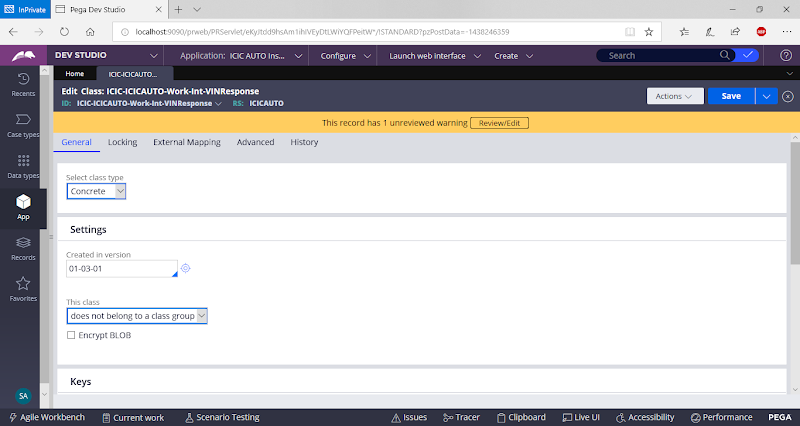 InPrivate
Pega Dev Studio
localhost:9090/prweb/PRServlet/eKyItdd9hsAm1ihIVEyDtLWiYQFPeitW*/!STANDARD?pzPostData=-1438246359
ABP
DEV STUDIO
Application: ICIC AUTO Ins...
Configure
Launch web interface
Create
Search
Home
ICIC-ICICAUTO...
Recents
Edit Class: ICIC-ICICAUTO-Work-Int-VINResponse
ID: ICIC-ICICAUTO-Work-Int-VINResponse RS: ICICAUTO
Actions
Save
Case types
This record has 1 unreviewed warning Review/Edit
General Locking External Mapping Advanced History
Data types
Select class type
Concrete
App
Settings
Records
Created in version
01-03-01
Favorites
This class
does not belong to a class group
Encrypt BLOB
Keys
SA
Agile Workbench Current work Scenario Testing Issues Tracer Clipboard Live UI Accessibility Performance PEGA